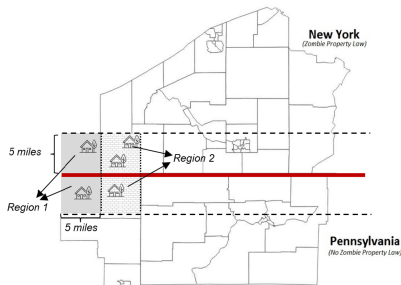 New York
(Zombie Property Law)
5 miles
Region 2
Region 1
5 miles
Pennsylvania
(No Zombie Property Law)